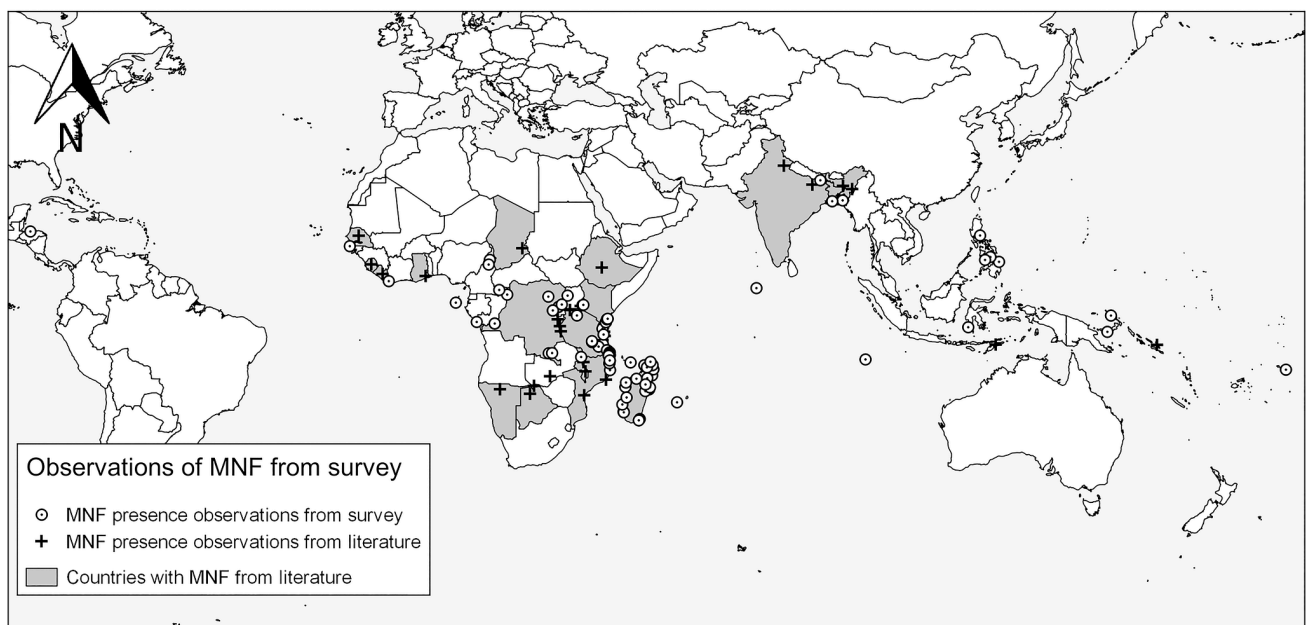 N
Observations of MNF from survey
MNF presence observations from survey
MNF presence observations from literature
Countries with MNF from literature